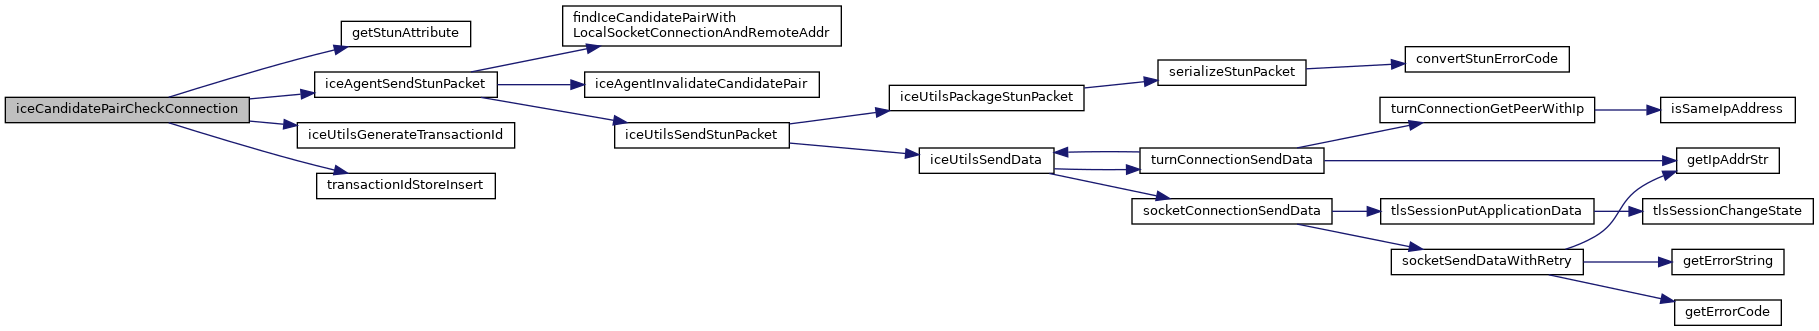 iceCandidatePairCheckConnection
getStunAttribute
iceAgentSendStunPacket
iceUtilsGenerateTransactionId
transactionIdStoreInsert
findIceCandidatePairWith
LocalSocketConnectionAndRemoteAddr
iceAgentInvalidateCandidatePair
iceUtilsSendStunPacket
iceUtilsPackageStunPacket
iceUtilsSendData
serializeStunPacket
turnConnectionSendData
socketConnectionSendData
convertStunErrorCode
turnConnectionGetPeerWithIp
tlsSessionPutApplicationData
socketSendDataWithRetry
isSameIpAddress
getIpAddrStr
tlsSessionChangeState
getErrorString
getErrorCode